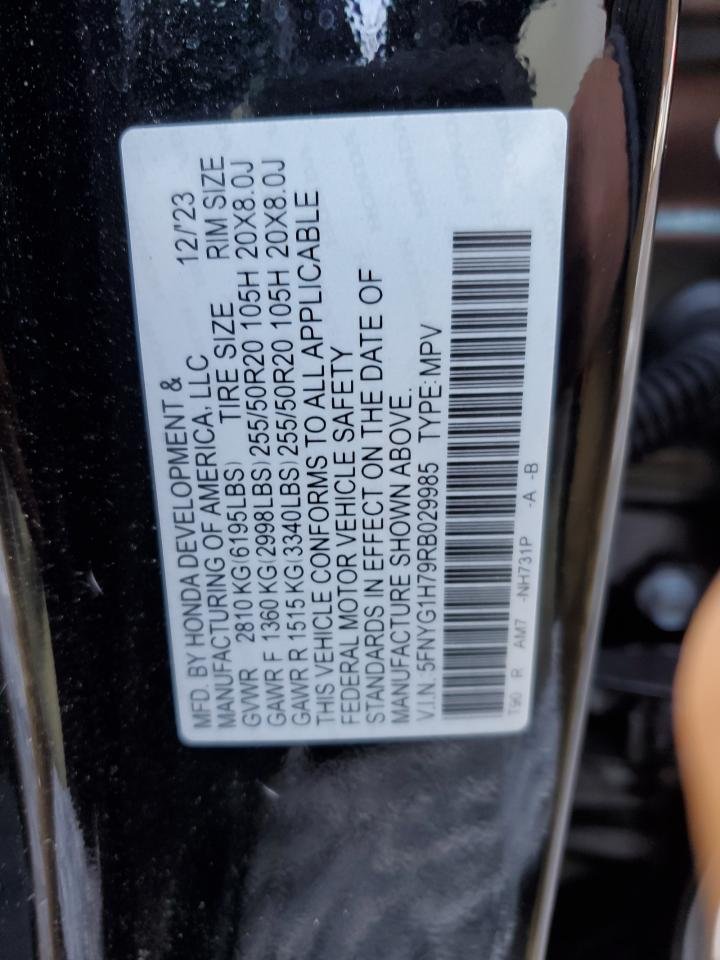 MFD. BY HONDA DEVELOPMENT &
MANUFACTURING OF AMERICA, LLC 12/'23
GVWR 2810 KG(6195LBS) TIRE SIZE RIM SIZE
GAWR F 1360 KG(2998LBS) 255/50R20 105H 20X8.0J
GAWR R 1515 KG(3340LBS) 255/50R20 105H 20X8.0J
THIS VEHICLE CONFORMS TO ALL APPLICABLE
FEDERAL MOTOR VEHICLE SAFETY
STANDARDS IN EFFECT ON THE DATE OF
MANUFACTURE SHOWN ABOVE.
V.I.N.: 5FNYG1H79RB029985 TYPE: MPV
T90 R AM7 -NH731P -A -B